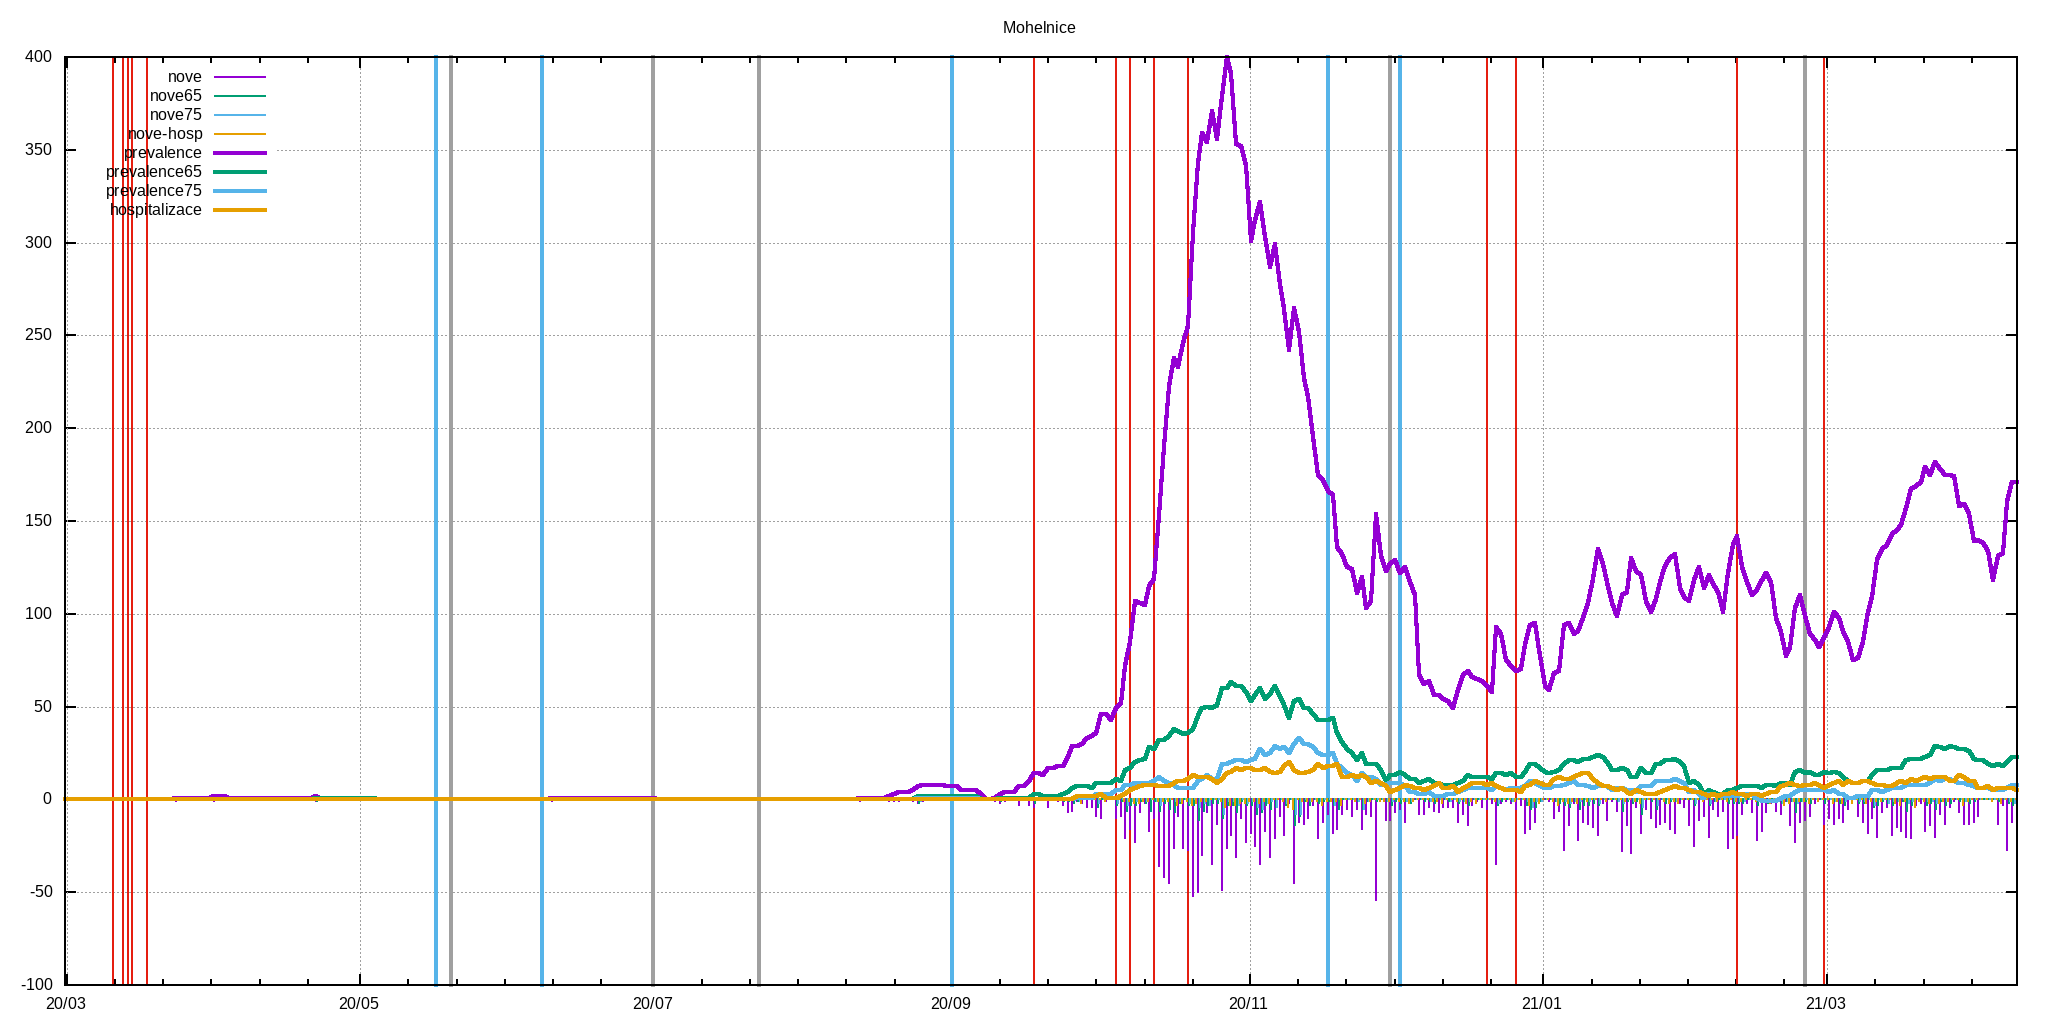 Mohelnice
400
350
300
250
200
150
100
50
0
-50
-100
nove
nove65
nove75
nove-hosp
prevalence
prevalence65
prevalence75
hospitalizace
20/03 20/05 20/07 20/09 20/11 21/01 21/03